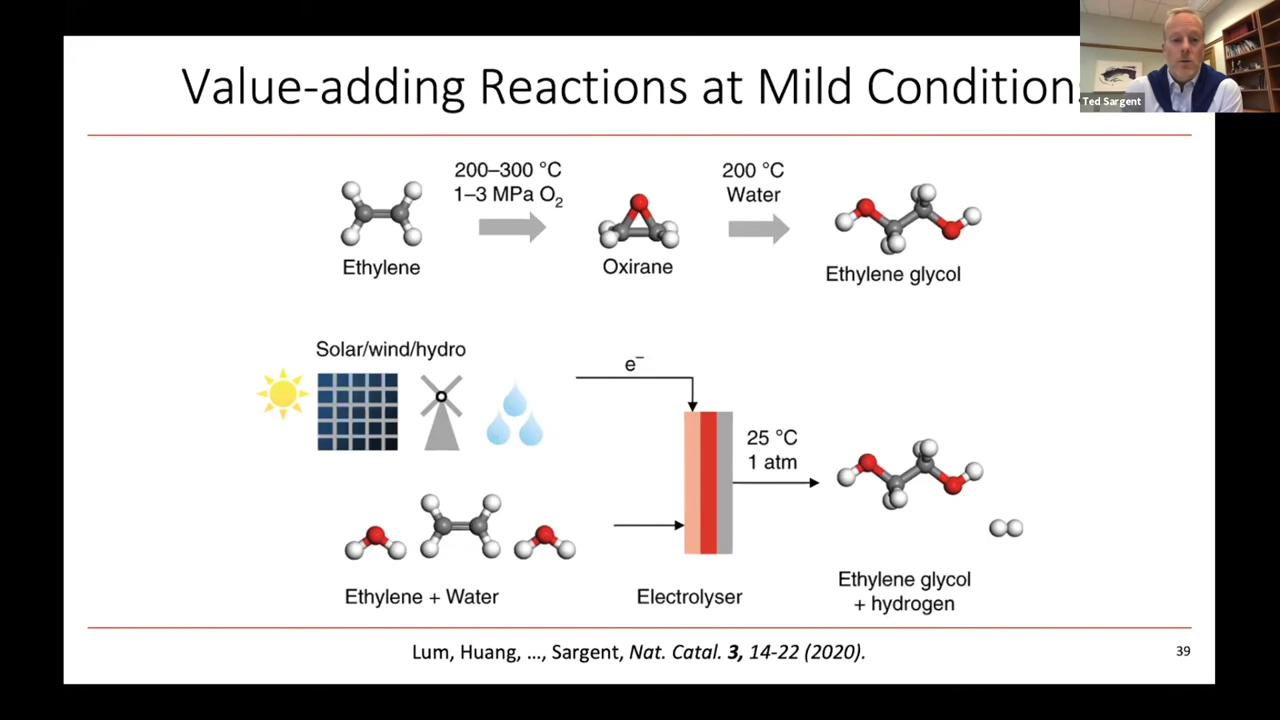 Value-adding Reactions at Mild Condition
Ted Sargent
200–300 °C
1–3 MPa O₂
200 °C
Water
Ethylene
Oxirane
Ethylene glycol
Solar/wind/hydro
e⁻
25 °C
1 atm
Ethylene + Water
Electrolyser
Ethylene glycol
+ hydrogen
Lum, Huang, ..., Sargent, Nat. Catal. 3, 14-22 (2020).
39